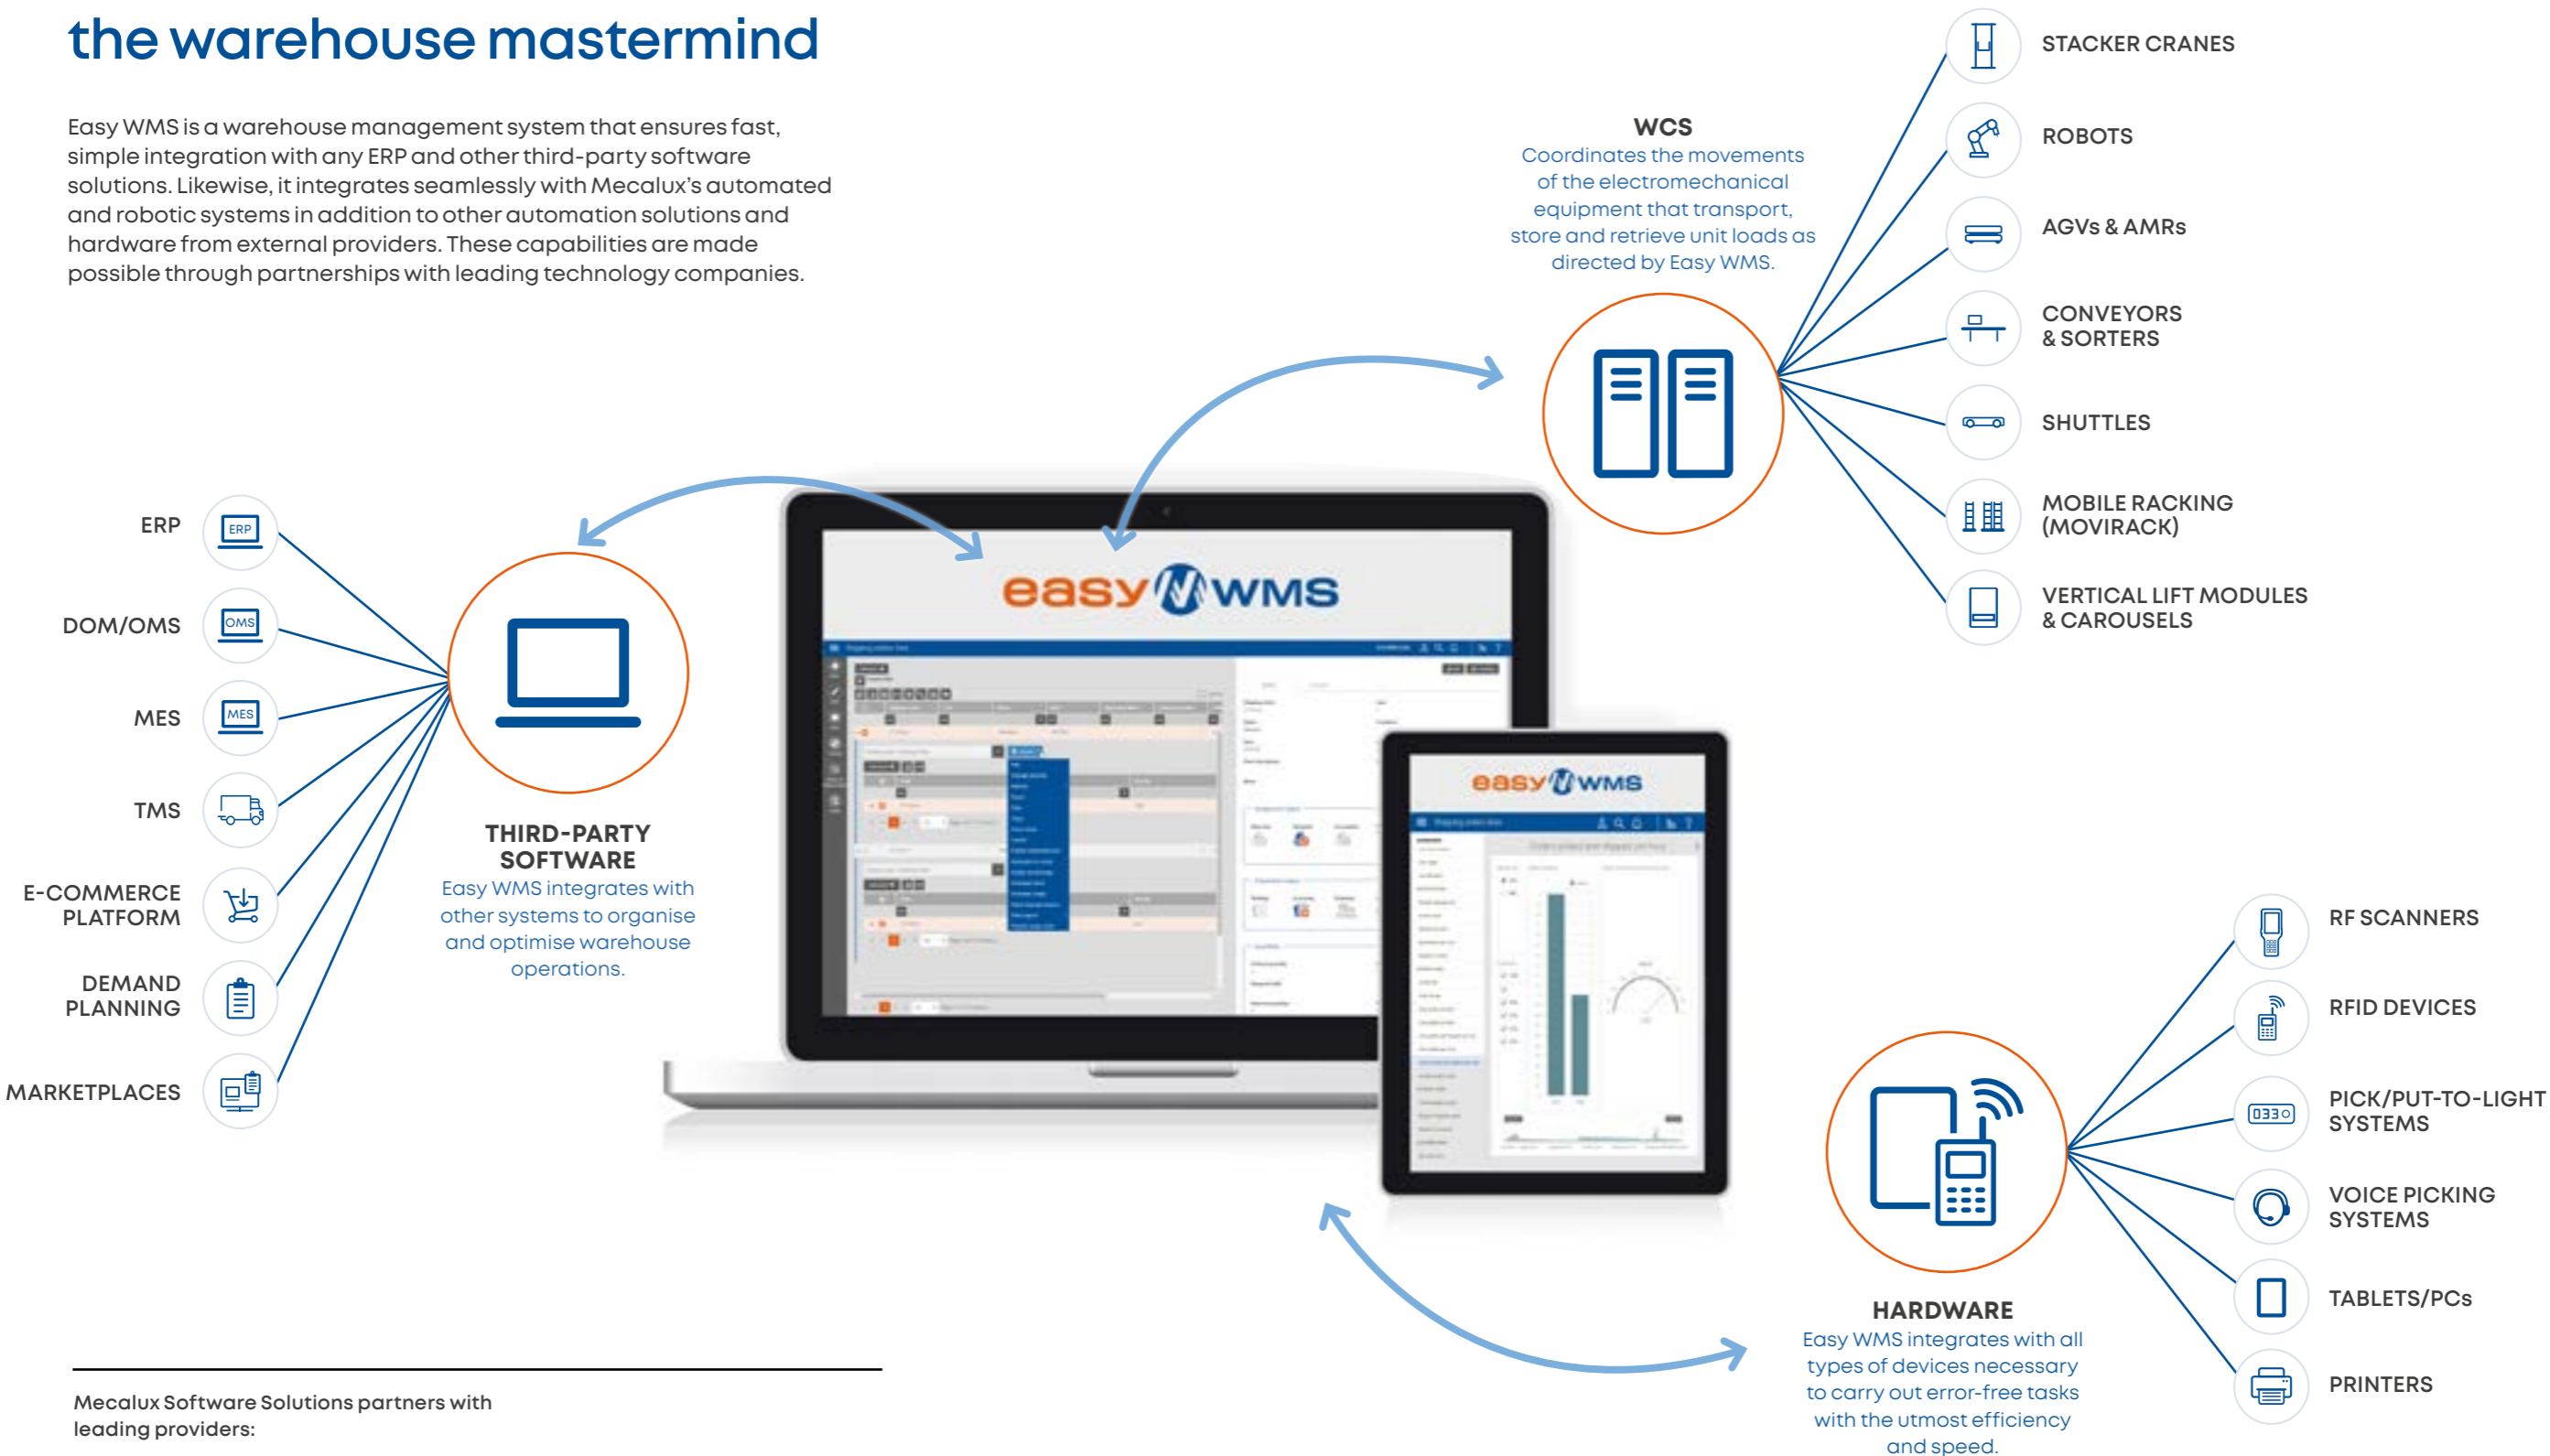 the warehouse mastermind
Easy WMS is a warehouse management system that ensures fast,
simple integration with any ERP and other third-party software
solutions. Likewise, it integrates seamlessly with Mecalux's automated
and robotic systems in addition to other automation solutions and
hardware from external providers. These capabilities are made
possible through partnerships with leading technology companies.
WCS
Coordinates the movements
of the electromechanical
equipment that transport,
store and retrieve unit loads as
directed by Easy WMS.
STACKER CRANES
ROBOTS
AGVs & AMRs
CONVEYORS
& SORTERS
SHUTTLES
MOBILE RACKING
(MOVIRACK)
VERTICAL LIFT MODULES
& CAROUSELS
ERP
ERP
DOM/OMS
OMS
MES
MES
TMS
E-COMMERCE
PLATFORM
DEMAND
PLANNING
MARKETPLACES
THIRD-PARTY
SOFTWARE
Easy WMS integrates with
other systems to organise
and optimise warehouse
operations.
easy WMS
easy WMS
RF SCANNERS
RFID DEVICES
PICK/PUT-TO-LIGHT
SYSTEMS
033
VOICE PICKING
SYSTEMS
TABLETS/PCs
PRINTERS
HARDWARE
Easy WMS integrates with all
types of devices necessary
to carry out error-free tasks
with the utmost efficiency
and speed.
Mecalux Software Solutions partners with
leading providers: